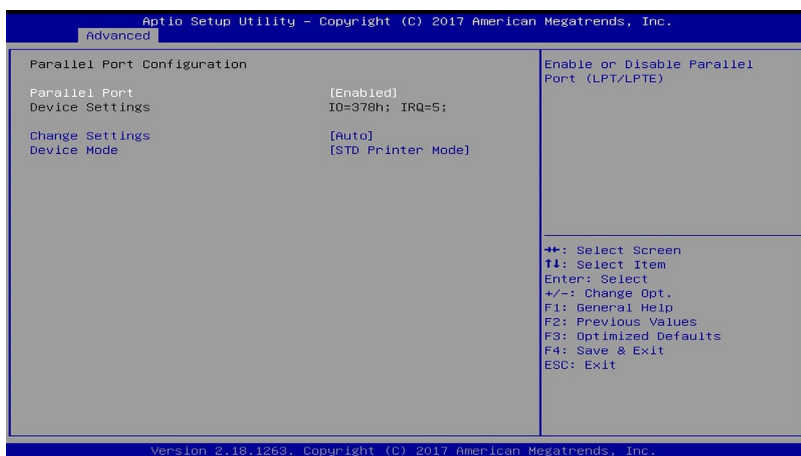 Aptio Setup Utility – Copyright (C) 2017 American Megatrends, Inc.
Advanced
Parallel Port Configuration
Parallel Port [Enabled]
Device Settings IO=378h; IRQ=5;
Change Settings [Auto]
Device Mode [STD Printer Mode]
Enable or Disable Parallel
Port (LPT/LPTE)
→←: Select Screen
↑↓: Select Item
Enter: Select
+/-: Change Opt.
F1: General Help
F2: Previous Values
F3: Optimized Defaults
F4: Save & Exit
ESC: Exit
Version 2.18.1263. Copyright (C) 2017 American Megatrends, Inc.